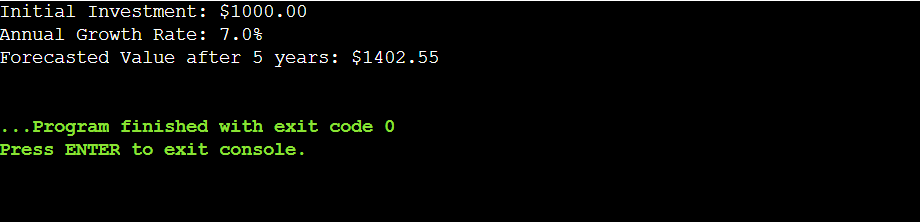 Initial Investment: $1000.00
Annual Growth Rate: 7.0%
Forecasted Value after 5 years: $1402.55
...Program finished with exit code 0
Press ENTER to exit console.